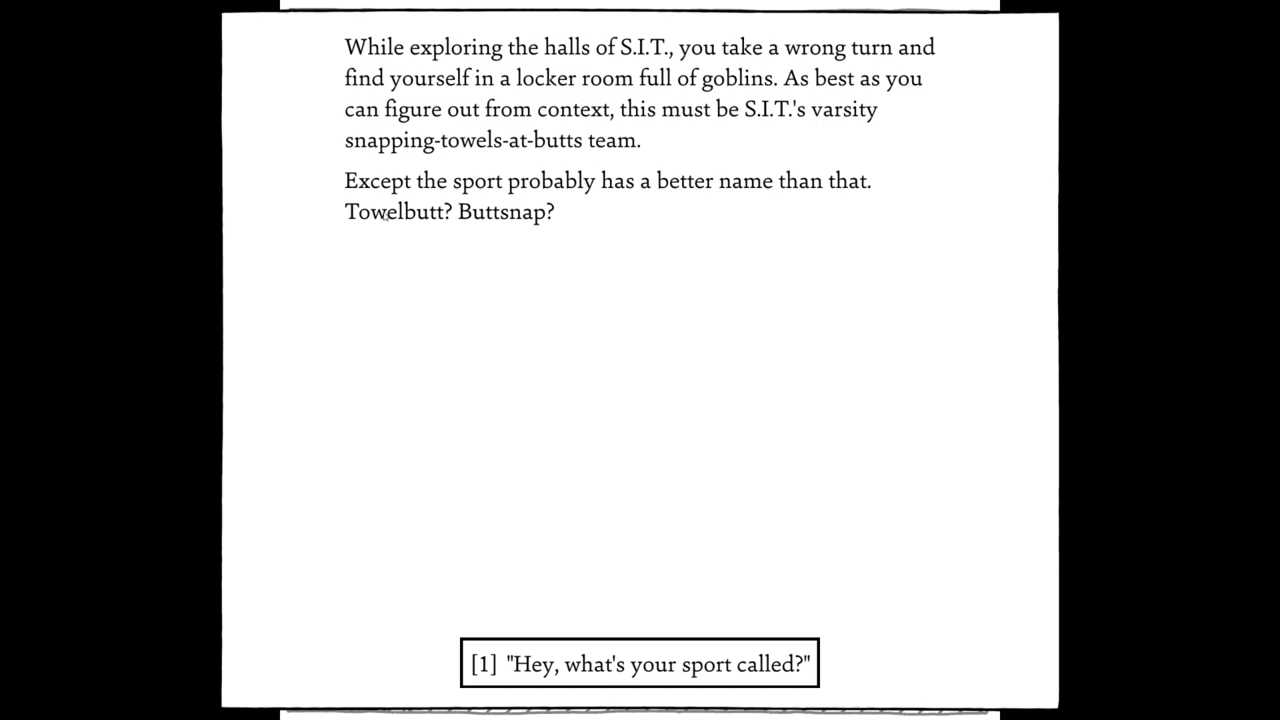 While exploring the halls of S.I.T., you take a wrong turn and
find yourself in a locker room full of goblins. As best as you
can figure out from context, this must be S.I.T.'s varsity
snapping-towels-at-butts team.
Except the sport probably has a better name than that.
Towelbutt? Buttsnap?
[1] "Hey, what's your sport called?"